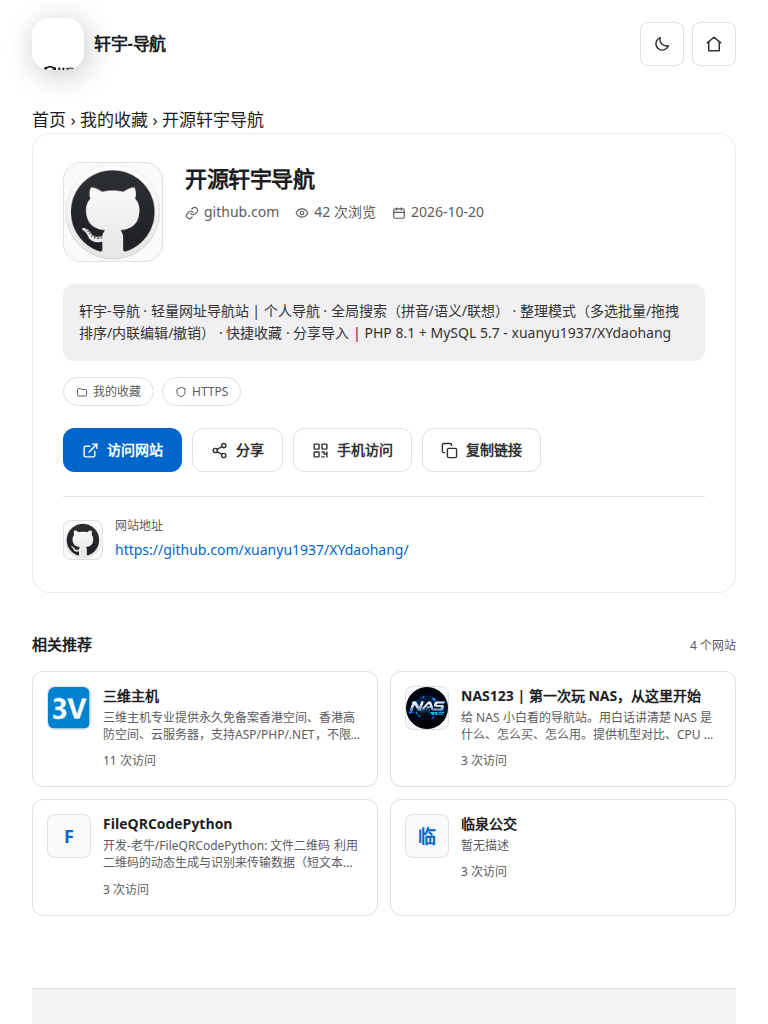 轩宇-导航
首页 › 我的收藏 › 开源轩宇导航
开源轩宇导航
github.com 42 次浏览 2026-10-20
轩宇-导航 · 轻量网址导航站 | 个人导航 · 全局搜索（拼音/语义/联想） · 整理模式（多选批量/拖拽
排序/内联编辑/撤销） · 快捷收藏 · 分享导入 | PHP 8.1 + MySQL 5.7 - xuanyu1937/XYdaohang
我的收藏 HTTPS
访问网站 分享 手机访问 复制链接
网站地址
https://github.com/xuanyu1937/XYdaohang/
相关推荐 4 个网站
3V
三维主机
三维主机专业提供永久免备案香港空间、香港高
防空间、云服务器，支持ASP/PHP/.NET，不限...
11 次访问
NAS
NAS123 | 第一次玩 NAS，从这里开始
给 NAS 小白看的导航站。用白话讲清楚 NAS 是
什么、怎么买、怎么用。提供机型对比、CPU ...
3 次访问
F
FileQRCodePython
开发-老牛/FileQRCodePython: 文件二维码 利用
二维码的动态生成与识别来传输数据（短文本...
3 次访问
临
临泉公交
暂无描述
3 次访问